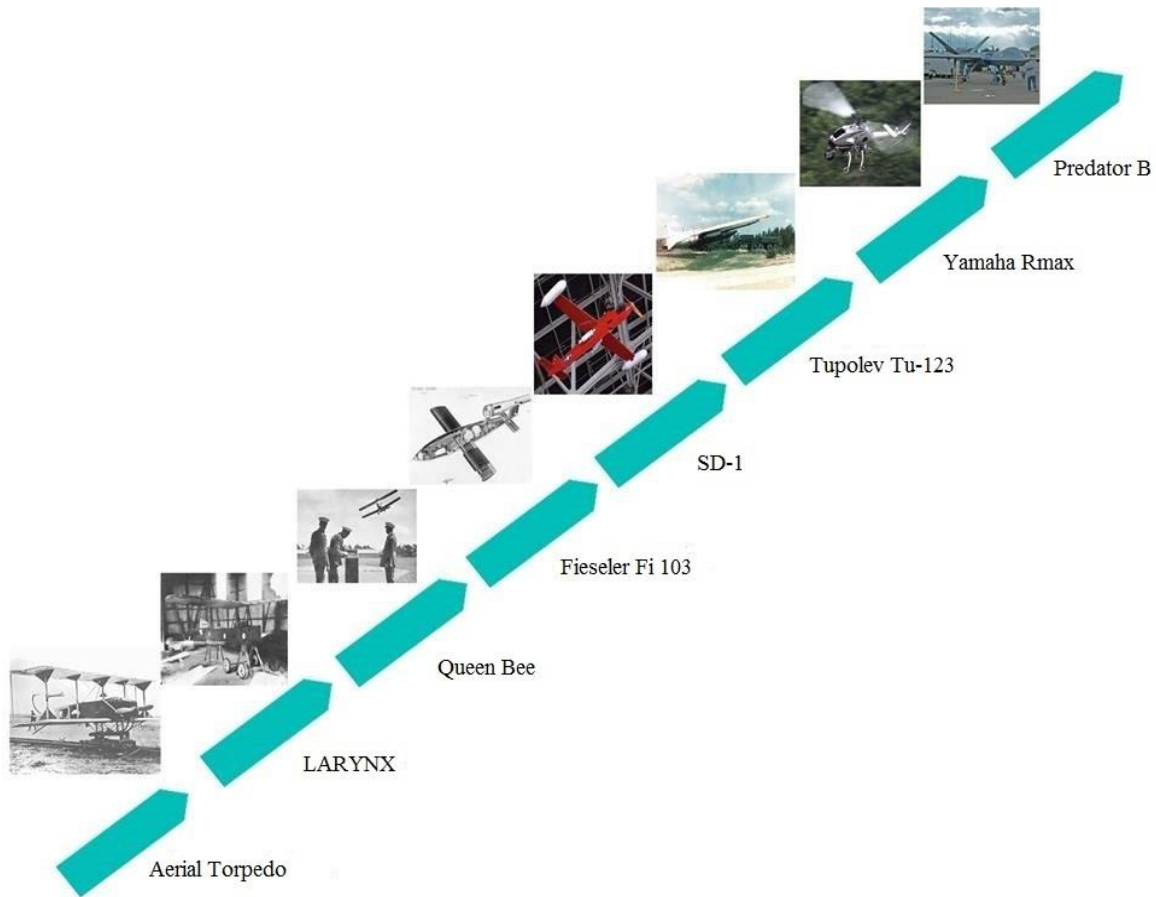 Predator B
Yamaha Rmax
Tupolev Tu-123
SD-1
Fieseler Fi 103
Queen Bee
LARYNX
Aerial Torpedo